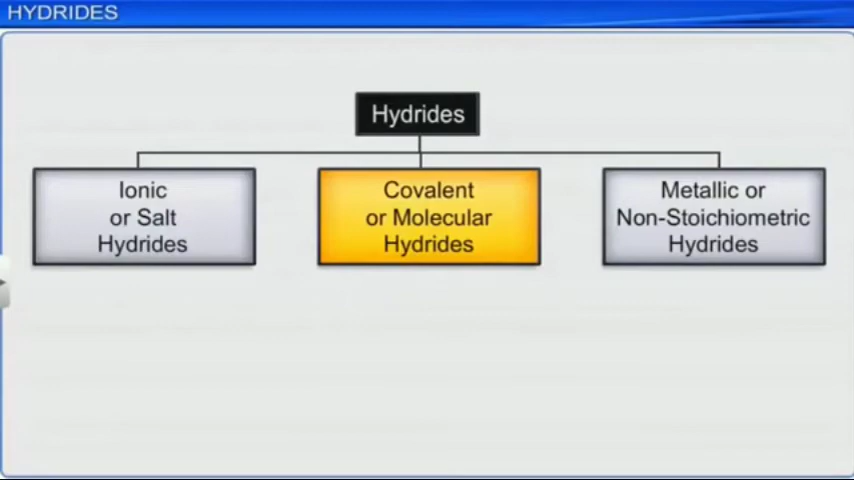 HYDRIDES
Hydrides
Ionic
or Salt
Hydrides
Covalent
or Molecular
Hydrides
Metallic or
Non-Stoichiometric
Hydrides